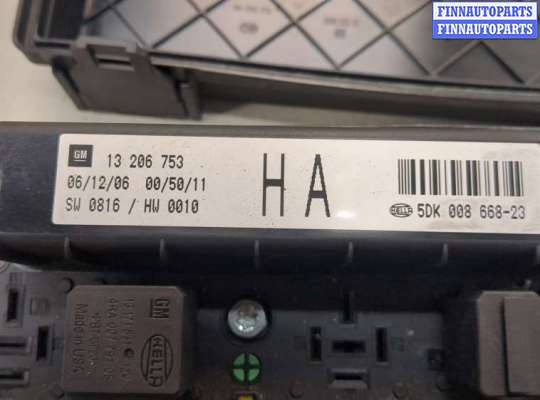 FINNAUTOPARTS
FINNAUTOPARTS
GM 13 206 753
06/12/06 00/50/11
SW 0816 / HW 0010
HA
HELLA 5DK 008 668-23
GM
HELLA
Made in USA